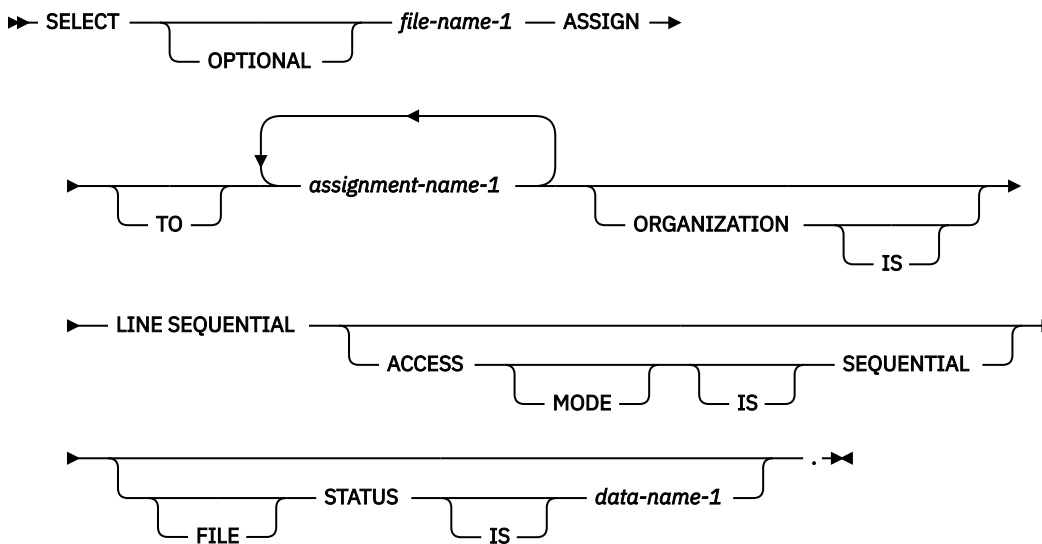 SELECT file-name-1 ASSIGN
OPTIONAL
assignment-name-1
TO ORGANIZATION
IS
LINE SEQUENTIAL
ACCESS SEQUENTIAL
MODE IS
.
STATUS data-name-1
FILE IS